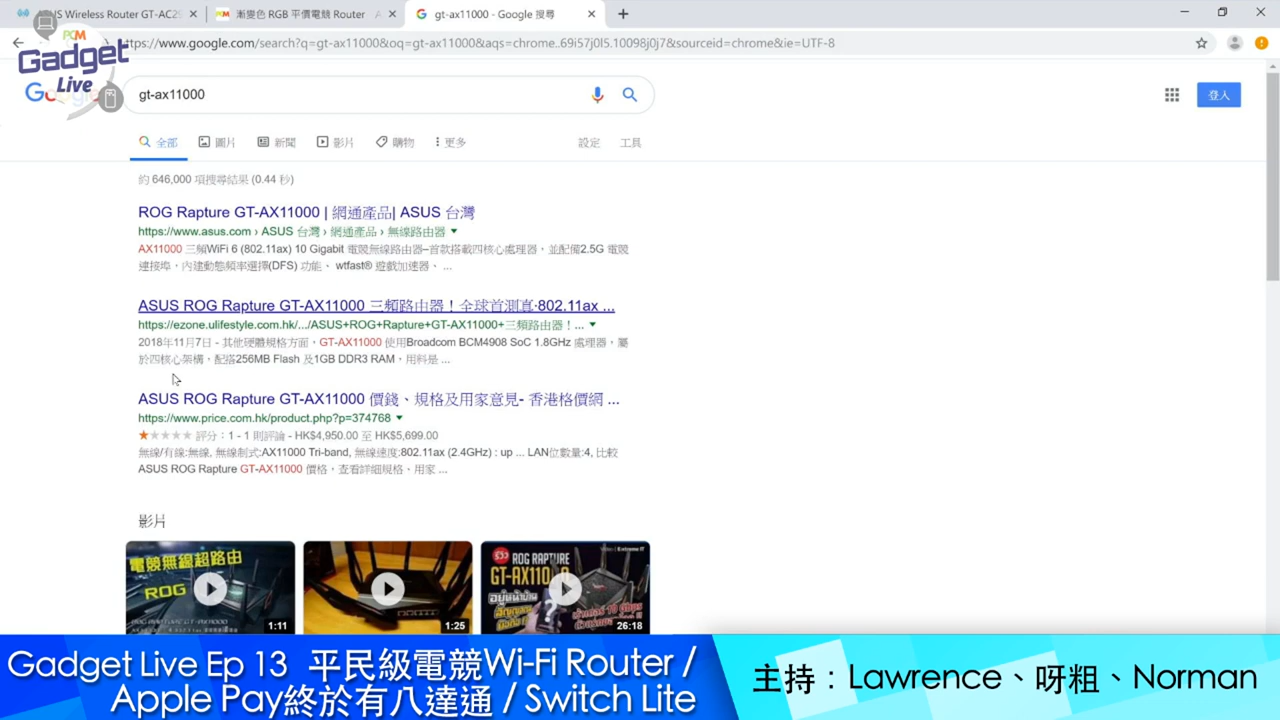 ASUS Wireless Router GT-AC29
漸變色 RGB 平價電競 Router
gt-ax11000 - Google 搜尋
https://www.google.com/search?q=gt-ax11000&oq=gt-ax11000&aqs=chrome..69i57j0l5.10098j0j7&sourceid=chrome&ie=UTF-8
PCM
Gadget
Live
gt-ax11000
登入
全部 圖片 新聞 影片 購物 更多 設定 工具
約 646,000 項搜尋結果 (0.44 秒)
ROG Rapture GT-AX11000 | 網通產品| ASUS 台灣
https://www.asus.com › ASUS 台灣 › 網通產品 › 無線路由器
AX11000 三頻WiFi 6 (802.11ax) 10 Gigabit 電競無線路由器–首款搭載四核心處理器，並配備2.5G 電競
連接埠，內建動態頻率選擇(DFS) 功能、 wtfast® 遊戲加速器、 ...
ASUS ROG Rapture GT-AX11000 三頻路由器！全球首測真·802.11ax ...
https://ezone.ulifestyle.com.hk/.../ASUS+ROG+Rapture+GT-AX11000+三頻路由器！...
2018年11月7日 - 其他硬體規格方面，GT-AX11000 使用Broadcom BCM4908 SoC 1.8GHz 處理器，屬
於四核心架構，配搭256MB Flash 及1GB DDR3 RAM，用料是 ...
ASUS ROG Rapture GT-AX11000 價錢、規格及用家意見- 香港格價網 ...
https://www.price.com.hk/product.php?p=374768
評分：1 - 1 則評論 - HK$4,950.00 至 HK$5,699.00
無線/有線:無線, 無線制式:AX11000 Tri-band, 無線速度:802.11ax (2.4GHz) : up ... LAN位數量:4, 比較
ASUS ROG Rapture GT-AX11000 價格，查看詳細規格，用家 ...
影片
電競無線超路由
ROG
ROG RAPTURE GT-AX11000
1:11
1:25
ROG RAPTURE
GT-AX11000
Extreme IT
26:18
Gadget Live Ep 13 平民級電競Wi-Fi Router /
Apple Pay終於有八達通 / Switch Lite
主持：Lawrence、呀粗、Norman